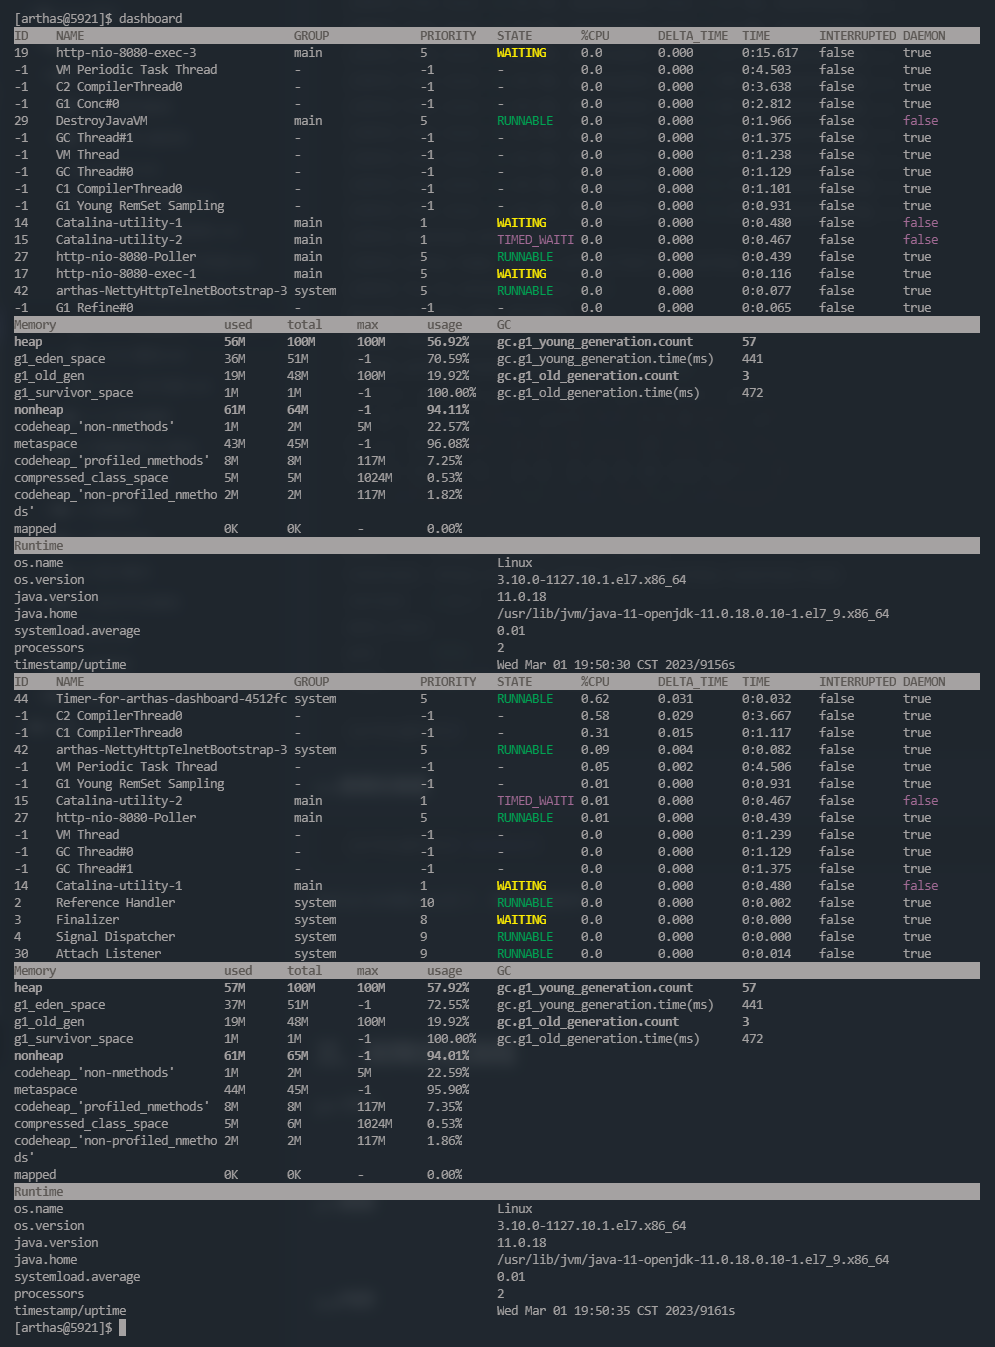 [arthas@5921]$ dashboard
ID NAME GROUP PRIORITY STATE %CPU DELTA_TIME TIME INTERRUPTED DAEMON
19 http-nio-8080-exec-3 main 5 WAITING 0.0 0.000 0:15.617 false true
-1 VM Periodic Task Thread - -1 - 0.0 0.000 0:4.503 false true
-1 C2 CompilerThread0 - -1 - 0.0 0.000 0:3.638 false true
-1 G1 Conc#0 - -1 - 0.0 0.000 0:2.812 false true
29 DestroyJavaVM main 5 RUNNABLE 0.0 0.000 0:1.966 false false
-1 GC Thread#1 - -1 - 0.0 0.000 0:1.375 false true
-1 VM Thread - -1 - 0.0 0.000 0:1.238 false true
-1 GC Thread#0 - -1 - 0.0 0.000 0:1.129 false true
-1 C1 CompilerThread0 - -1 - 0.0 0.000 0:1.101 false true
-1 G1 Young RemSet Sampling - -1 - 0.0 0.000 0:0.931 false true
14 Catalina-utility-1 main 1 WAITING 0.0 0.000 0:0.480 false false
15 Catalina-utility-2 main 1 TIMED_WAITI 0.0 0.000 0:0.467 false false
27 http-nio-8080-Poller main 5 RUNNABLE 0.0 0.000 0:0.439 false true
17 http-nio-8080-exec-1 main 5 WAITING 0.0 0.000 0:0.116 false true
42 arthas-NettyHttpTelnetBootstrap-3 system 5 RUNNABLE 0.0 0.000 0:0.077 false true
-1 G1 Refine#0 - -1 - 0.0 0.000 0:0.065 false true
Memory used total max usage GC
heap 56M 100M 100M 56.92% gc.g1_young_generation.count 57
g1_eden_space 36M 51M -1 70.59% gc.g1_young_generation.time(ms) 441
g1_old_gen 19M 48M 100M 19.92% gc.g1_old_generation.count 3
g1_survivor_space 1M 1M -1 100.00% gc.g1_old_generation.time(ms) 472
nonheap 61M 64M -1 94.11%
codeheap_'non-nmethods' 1M 2M 5M 22.57%
metaspace 43M 45M -1 96.08%
codeheap_'profiled_nmethods' 8M 8M 117M 7.25%
compressed_class_space 5M 5M 1024M 0.53%
codeheap_'non-profiled_nmetho 2M 2M 117M 1.82%
ds'
mapped 0K 0K - 0.00%
Runtime
os.name Linux
os.version 3.10.0-1127.10.1.el7.x86_64
java.version 11.0.18
java.home /usr/lib/jvm/java-11-openjdk-11.0.18.0.10-1.el7_9.x86_64
systemload.average 0.01
processors 2
timestamp/uptime Wed Mar 01 19:50:30 CST 2023/9156s
ID NAME GROUP PRIORITY STATE %CPU DELTA_TIME TIME INTERRUPTED DAEMON
44 Timer-for-arthas-dashboard-4512fc system 5 RUNNABLE 0.62 0.031 0:0.032 false true
-1 C2 CompilerThread0 - -1 - 0.58 0.029 0:3.667 false true
-1 C1 CompilerThread0 - -1 - 0.31 0.015 0:1.117 false true
42 arthas-NettyHttpTelnetBootstrap-3 system 5 RUNNABLE 0.09 0.004 0:0.082 false true
-1 VM Periodic Task Thread - -1 - 0.05 0.002 0:4.506 false true
-1 G1 Young RemSet Sampling - -1 - 0.01 0.000 0:0.931 false true
15 Catalina-utility-2 main 1 TIMED_WAITI 0.01 0.000 0:0.467 false false
27 http-nio-8080-Poller main 5 RUNNABLE 0.01 0.000 0:0.439 false true
-1 VM Thread - -1 - 0.0 0.000 0:1.239 false true
-1 GC Thread#0 - -1 - 0.0 0.000 0:1.129 false true
-1 GC Thread#1 - -1 - 0.0 0.000 0:1.375 false true
14 Catalina-utility-1 main 1 WAITING 0.0 0.000 0:0.480 false false
2 Reference Handler system 10 RUNNABLE 0.0 0.000 0:0.002 false true
3 Finalizer system 8 WAITING 0.0 0.000 0:0.000 false true
4 Signal Dispatcher system 9 RUNNABLE 0.0 0.000 0:0.000 false true
30 Attach Listener system 9 RUNNABLE 0.0 0.000 0:0.014 false true
Memory used total max usage GC
heap 57M 100M 100M 57.92% gc.g1_young_generation.count 57
g1_eden_space 37M 51M -1 72.55% gc.g1_young_generation.time(ms) 441
g1_old_gen 19M 48M 100M 19.92% gc.g1_old_generation.count 3
g1_survivor_space 1M 1M -1 100.00% gc.g1_old_generation.time(ms) 472
nonheap 61M 65M -1 94.01%
codeheap_'non-nmethods' 1M 2M 5M 22.59%
metaspace 44M 45M -1 95.90%
codeheap_'profiled_nmethods' 8M 8M 117M 7.35%
compressed_class_space 5M 6M 1024M 0.53%
codeheap_'non-profiled_nmetho 2M 2M 117M 1.86%
ds'
mapped 0K 0K - 0.00%
Runtime
os.name Linux
os.version 3.10.0-1127.10.1.el7.x86_64
java.version 11.0.18
java.home /usr/lib/jvm/java-11-openjdk-11.0.18.0.10-1.el7_9.x86_64
systemload.average 0.01
processors 2
timestamp/uptime Wed Mar 01 19:50:35 CST 2023/9161s
[arthas@5921]$